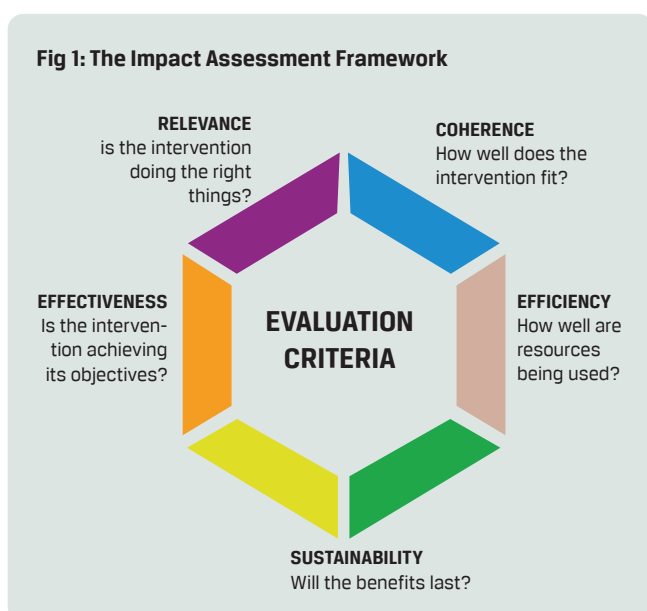 Fig 1: The Impact Assessment Framework
RELEVANCE
is the intervention
doing the right
things?
COHERENCE
How well does the
intervention fit?
EFFECTIVENESS
Is the interven-
tion achieving
its objectives?
EVALUATION
CRITERIA
EFFICIENCY
How well are
resources
being used?
SUSTAINABILITY
Will the benefits last?